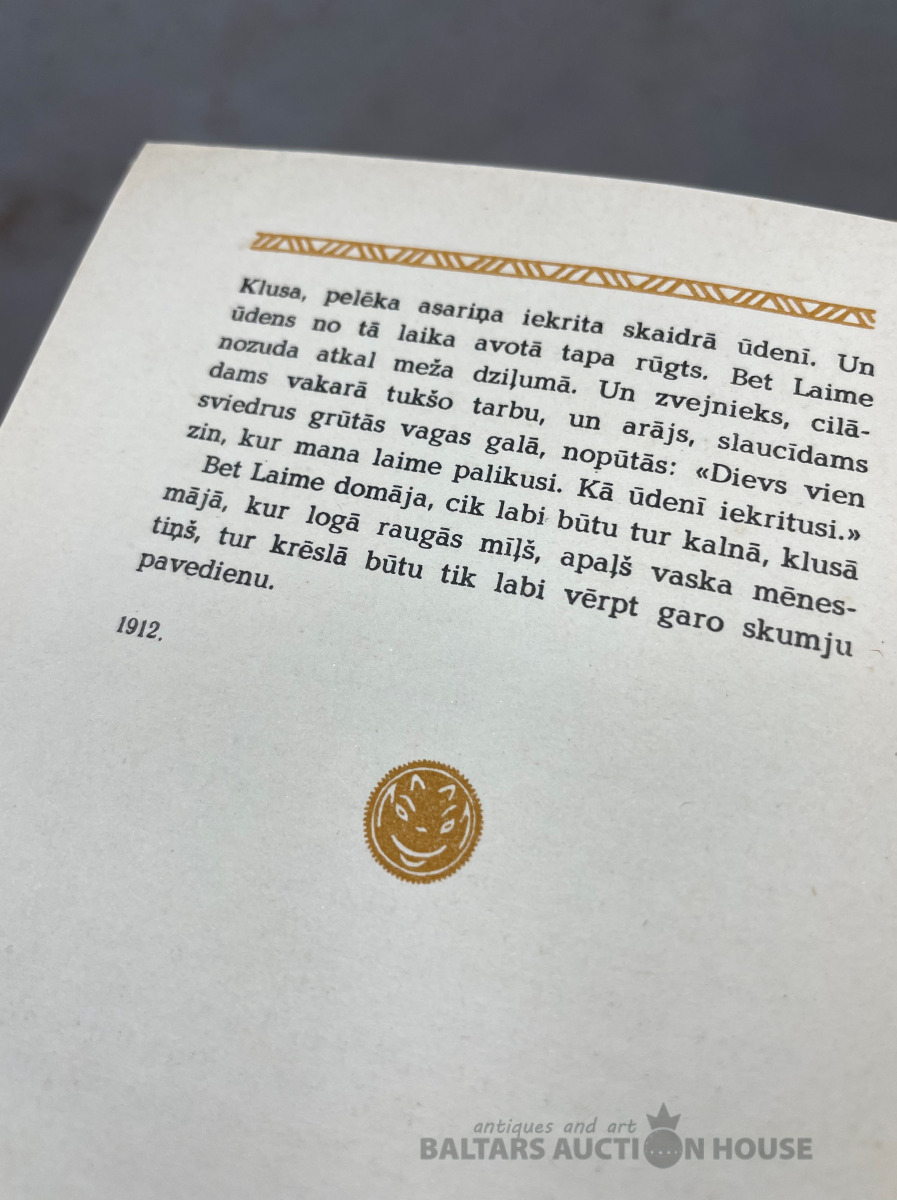 Klusa, pelēka asariņa iekrita skaidrā ūdenī. Un
ūdens no tā laika avotā tapa rūgts. Bet Laime
nozuda atkal meža dziļumā. Un zvejnieks, cilā-
dams vakarā tukšo tarbu, un arājs, slaucīdams
sviedrus grūtās vagas galā, nopūtās: «Dievs vien
zin, kur mana laime palikusi. Kā ūdenī iekritusi.»
Bet Laime domāja, cik labi būtu tur kalnā, klusā
mājā, kur logā raugās mīļš, apaļš vaska mēnes-
tiņš, tur krēslā būtu tik labi vērpt garo skumju
pavedienu.
1912.
antiques and art
BALTARS AUCTION HOUSE